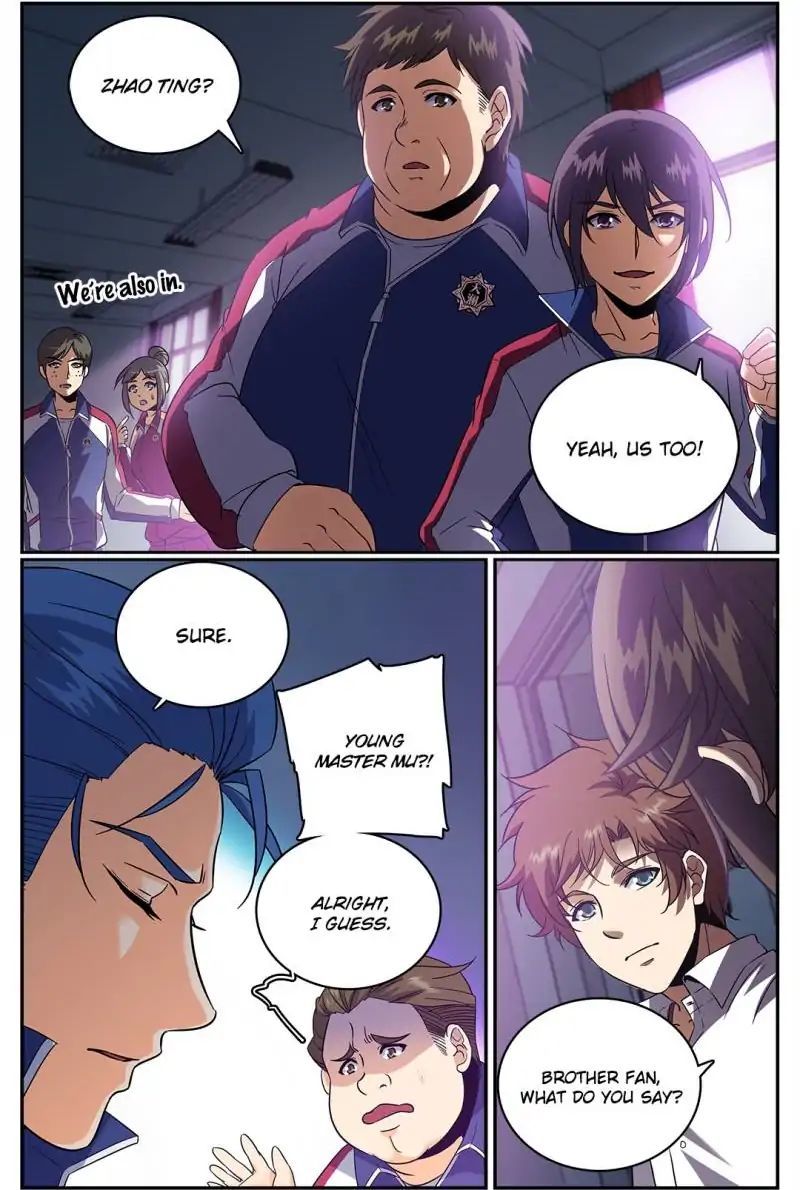 ZHAO TING?
We're also in.
YEAH, US TOO!
SURE.
YOUNG
MASTER MU?!
ALRIGHT,
I GUESS.
BROTHER FAN,
WHAT DO YOU SAY?